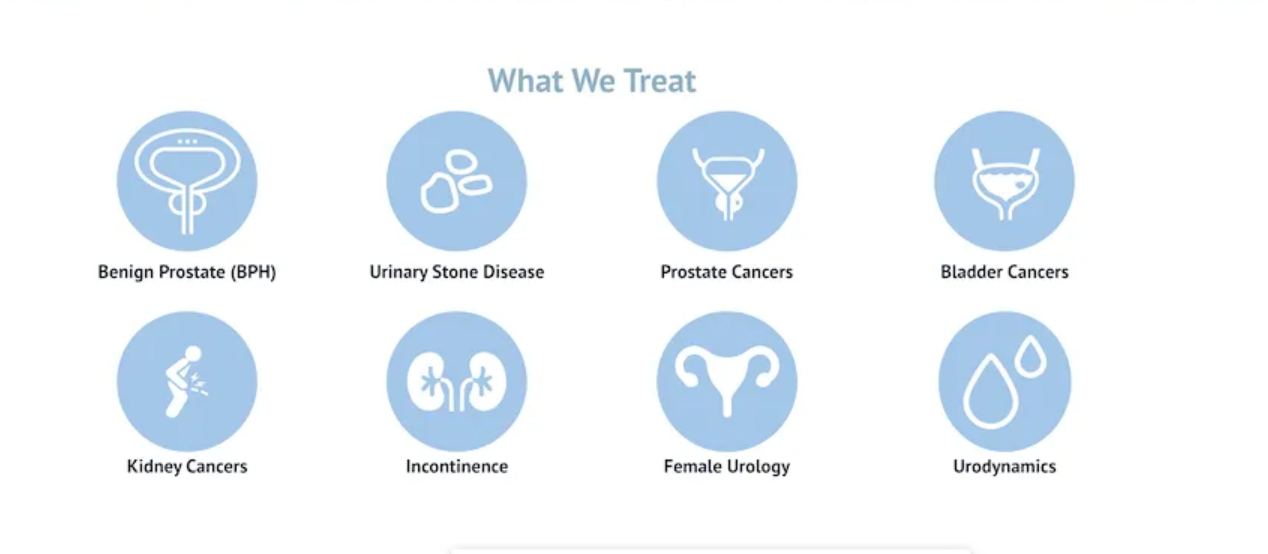 What We Treat
Benign Prostate (BPH)
Urinary Stone Disease
Prostate Cancers
Bladder Cancers
Kidney Cancers
Incontinence
Female Urology
Urodynamics